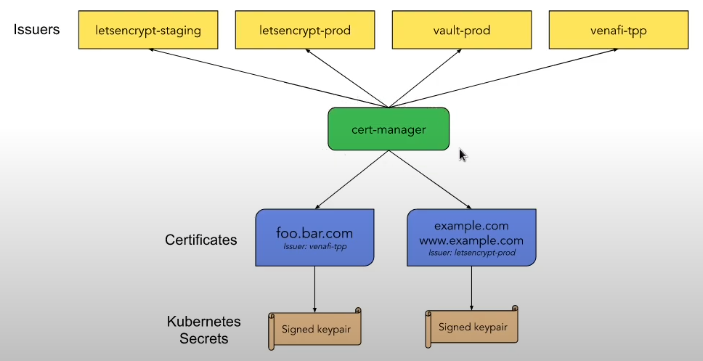 Issuers
letsencrypt-staging
letsencrypt-prod
vault-prod
venafi-tpp
cert-manager
Certificates
foo.bar.com
Issuer: venafi-tpp
example.com
www.example.com
Issuer: letsencrypt-prod
Kubernetes
Secrets
Signed keypair
Signed keypair